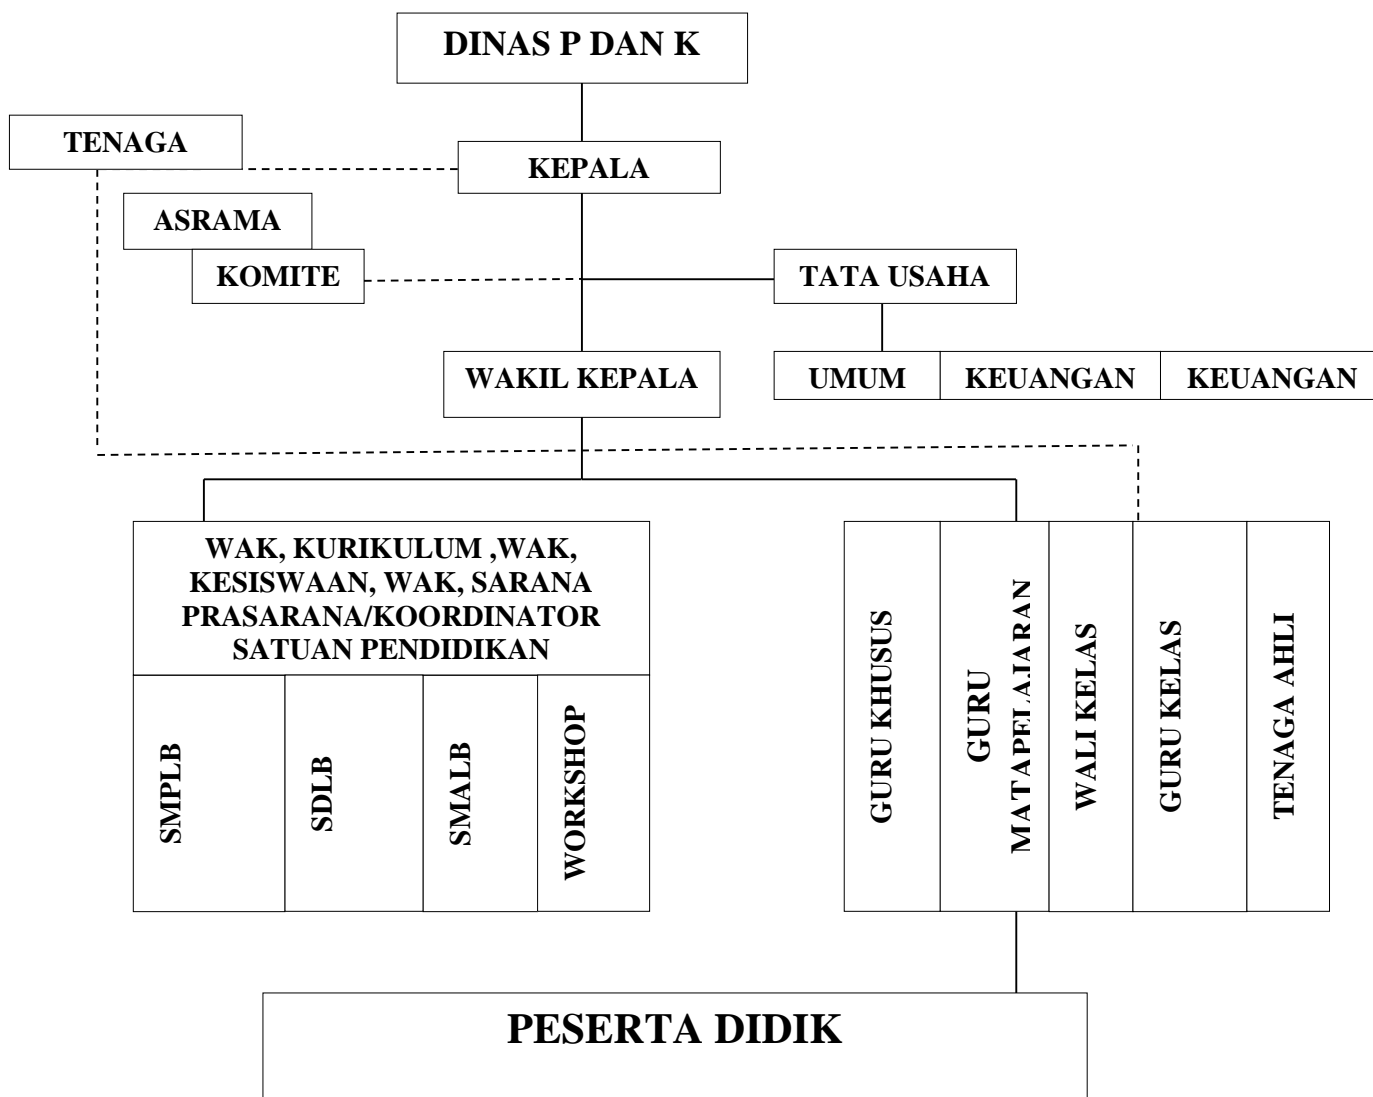 DINAS P DAN K
TENAGA
KEPALA
ASRAMA
KOMITE
TATA USAHA
WAKIL KEPALA
UMUM
KEUANGAN
KEUANGAN
WAK, KURIKULUM ,WAK,
KESISWAAN, WAK, SARANA
PRASARANA/KOORDINATOR
SATUAN PENDIDIKAN
SMPLB
SDLB
SMALB
WORKSHOP
GURU KHUSUS
GURU
MATAPELAJARAN
WALI KELAS
GURU KELAS
TENAGA AHLI
PESERTA DIDIK